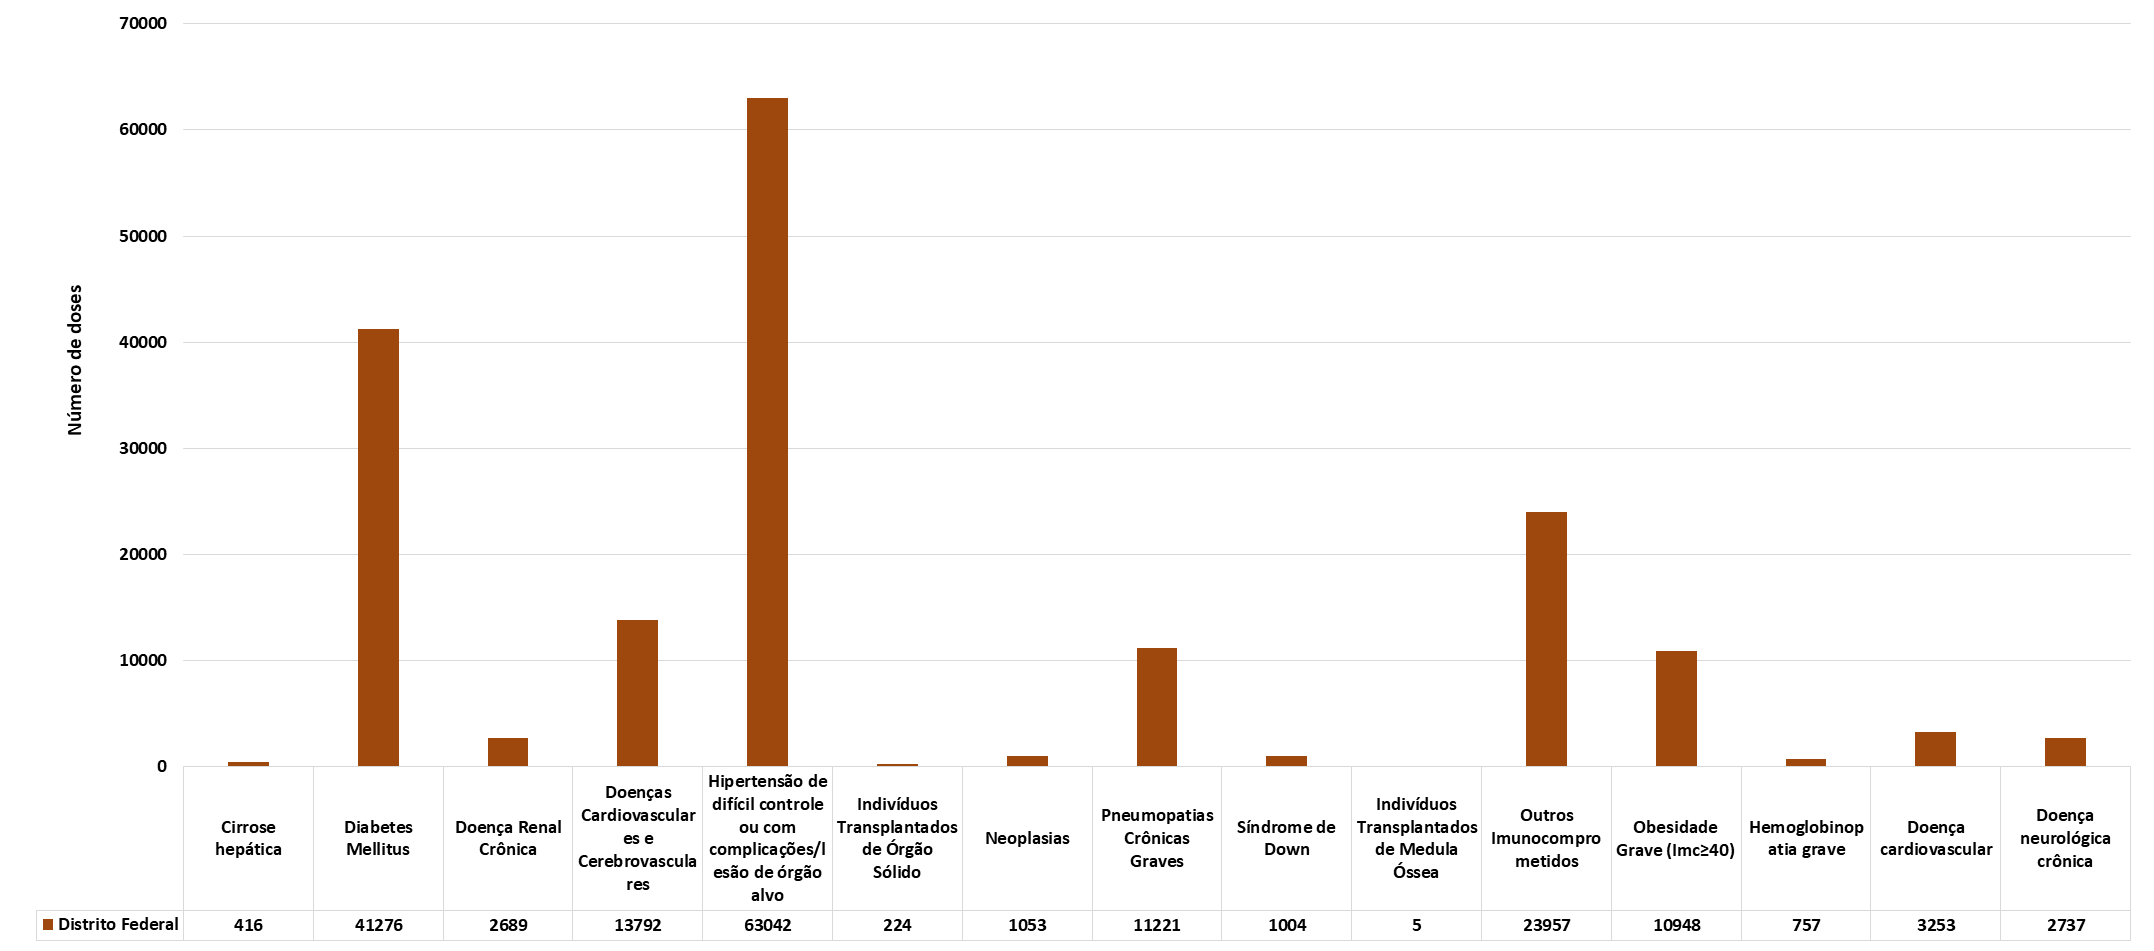 70000
60000
50000
40000
30000
20000
10000
0
Número de doses
Cirrose
hepática
Diabetes
Mellitus
Doença Renal
Crônica
Doenças
Cardiovascular
es e
Cerebrovascula
res
Hipertensão de
difícil controle
ou com
complicações/l
esão de órgão
alvo
Indivíduos
Transplantados
de Órgão
Sólido
Neoplasias
Pneumopatias
Crônicas
Graves
Síndrome de
Down
Indivíduos
Transplantados
de Medula
Óssea
Outros
Imunocompro
metidos
Obesidade
Grave (Imc≥40)
Hemoglobinop
atia grave
Doença
cardiovascular
Doença
neurológica
crônica
Distrito Federal 416 41276 2689 13792 63042 224 1053 11221 1004 5 23957 10948 757 3253 2737